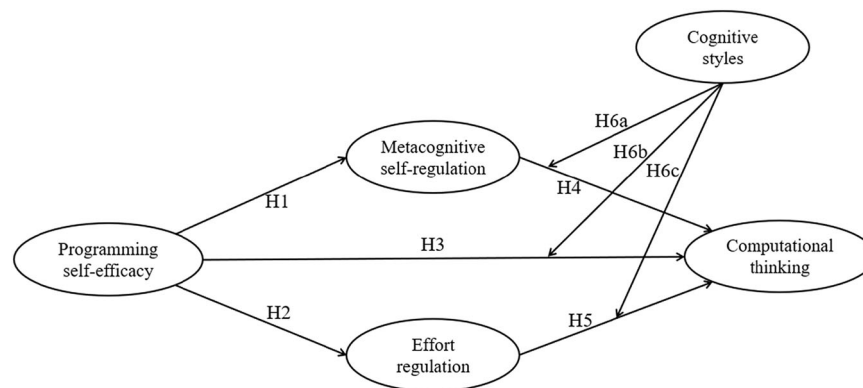 Cognitive
styles
H6a
H6b
H6c
Metacognitive
self-regulation
H4
H1
Programming
self-efficacy
H3
Computational
thinking
H2
H5
Effort
regulation